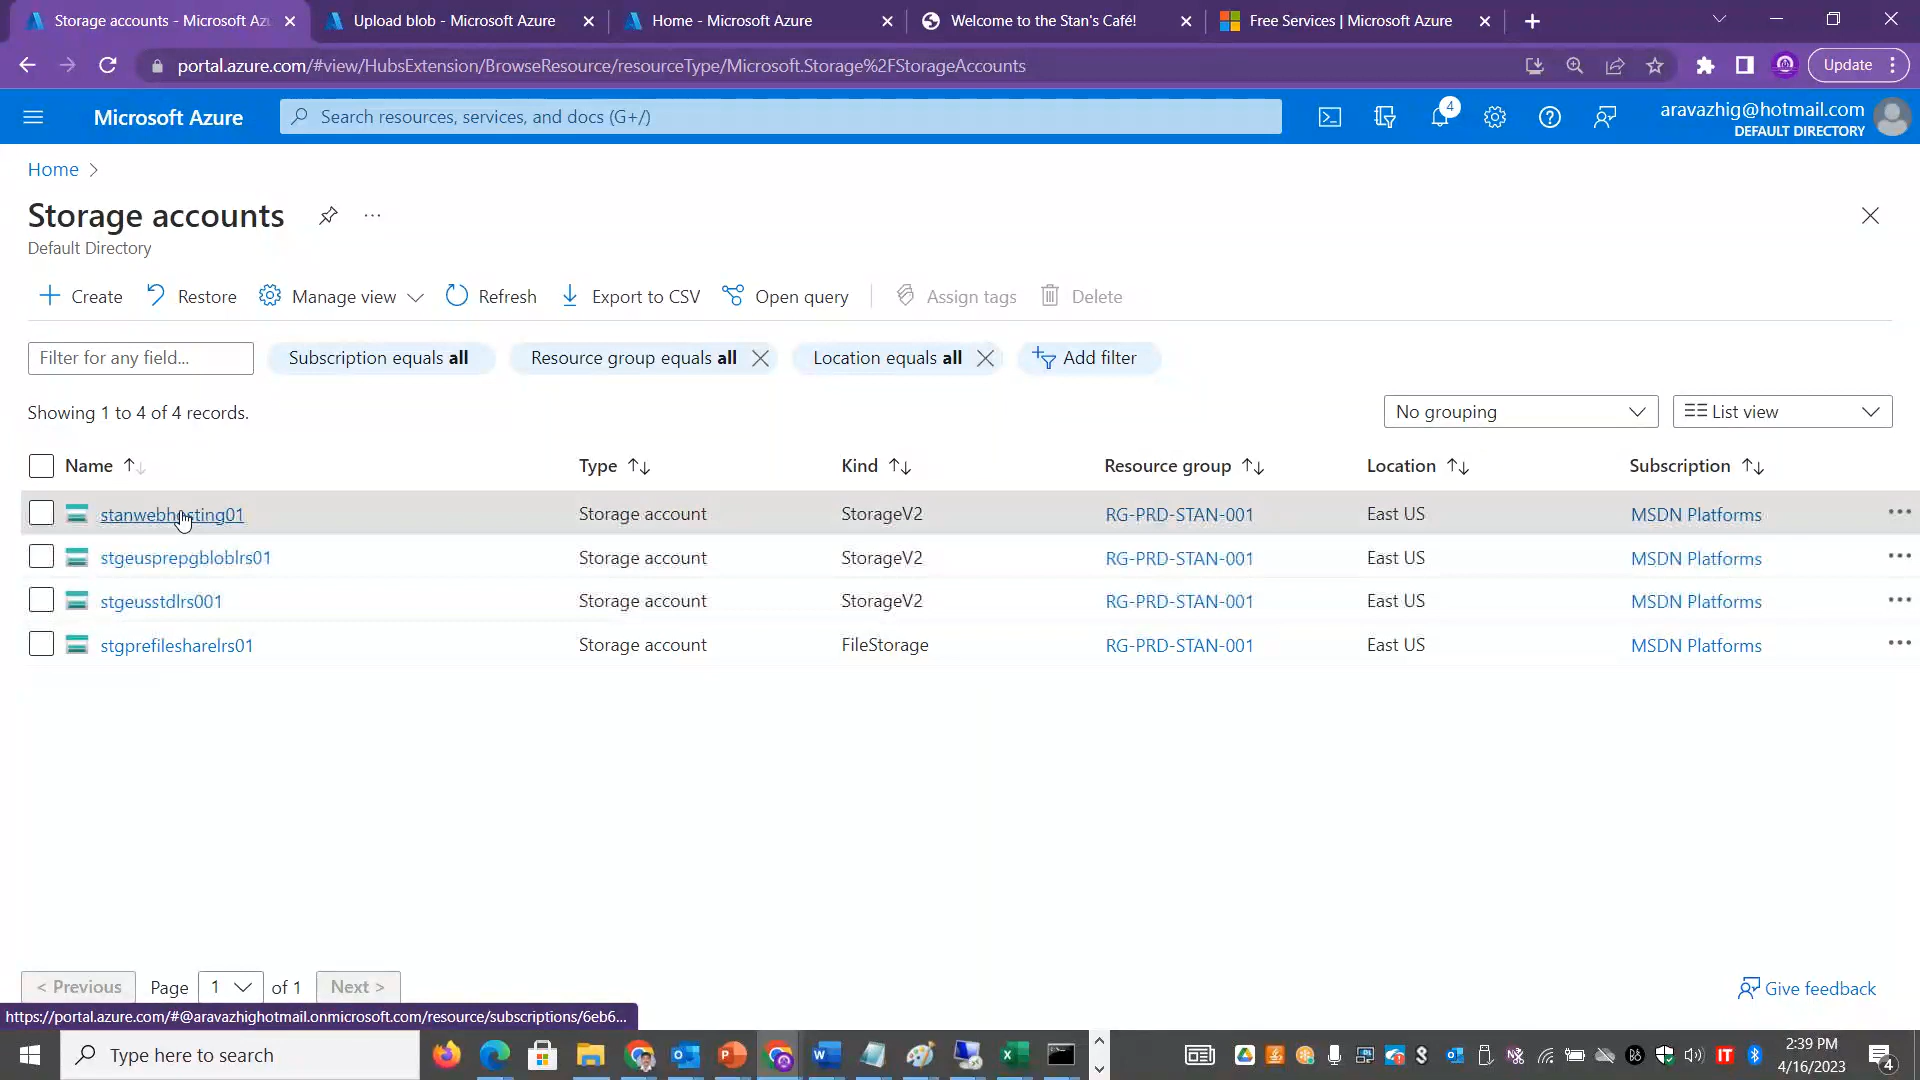 Storage accounts - Microsoft Az
Upload blob - Microsoft Azure
Home - Microsoft Azure
Welcome to the Stan's Café!
Free Services | Microsoft Azure
portal.azure.com/#view/HubsExtension/BrowseResource/resourceType/Microsoft.Storage%2FStorageAccounts
Update
Microsoft Azure
Search resources, services, and docs (G+/)
4
aravazhig@hotmail.com
DEFAULT DIRECTORY
Home
Storage accounts
Default Directory
Create
Restore
Manage view
Refresh
Export to CSV
Open query
Assign tags
Delete
Filter for any field...
Subscription equals all
Resource group equals all
Location equals all
Add filter
Showing 1 to 4 of 4 records.
No grouping
List view
Name Type Kind Resource group Location Subscription
stanwebhosting01 Storage account StorageV2 RG-PRD-STAN-001 East US MSDN Platforms
stgeusprepgbloblrs01 Storage account StorageV2 RG-PRD-STAN-001 East US MSDN Platforms
stgeusstdlrs001 Storage account StorageV2 RG-PRD-STAN-001 East US MSDN Platforms
stgprefilesharelrs01 Storage account FileStorage RG-PRD-STAN-001 East US MSDN Platforms
< Previous Page 1 of 1 Next >
Give feedback
https://portal.azure.com/#@aravazhighotmail.onmicrosoft.com/resource/subscriptions/6eb6...
Type here to search
IT
2:39 PM
4/16/2023
4